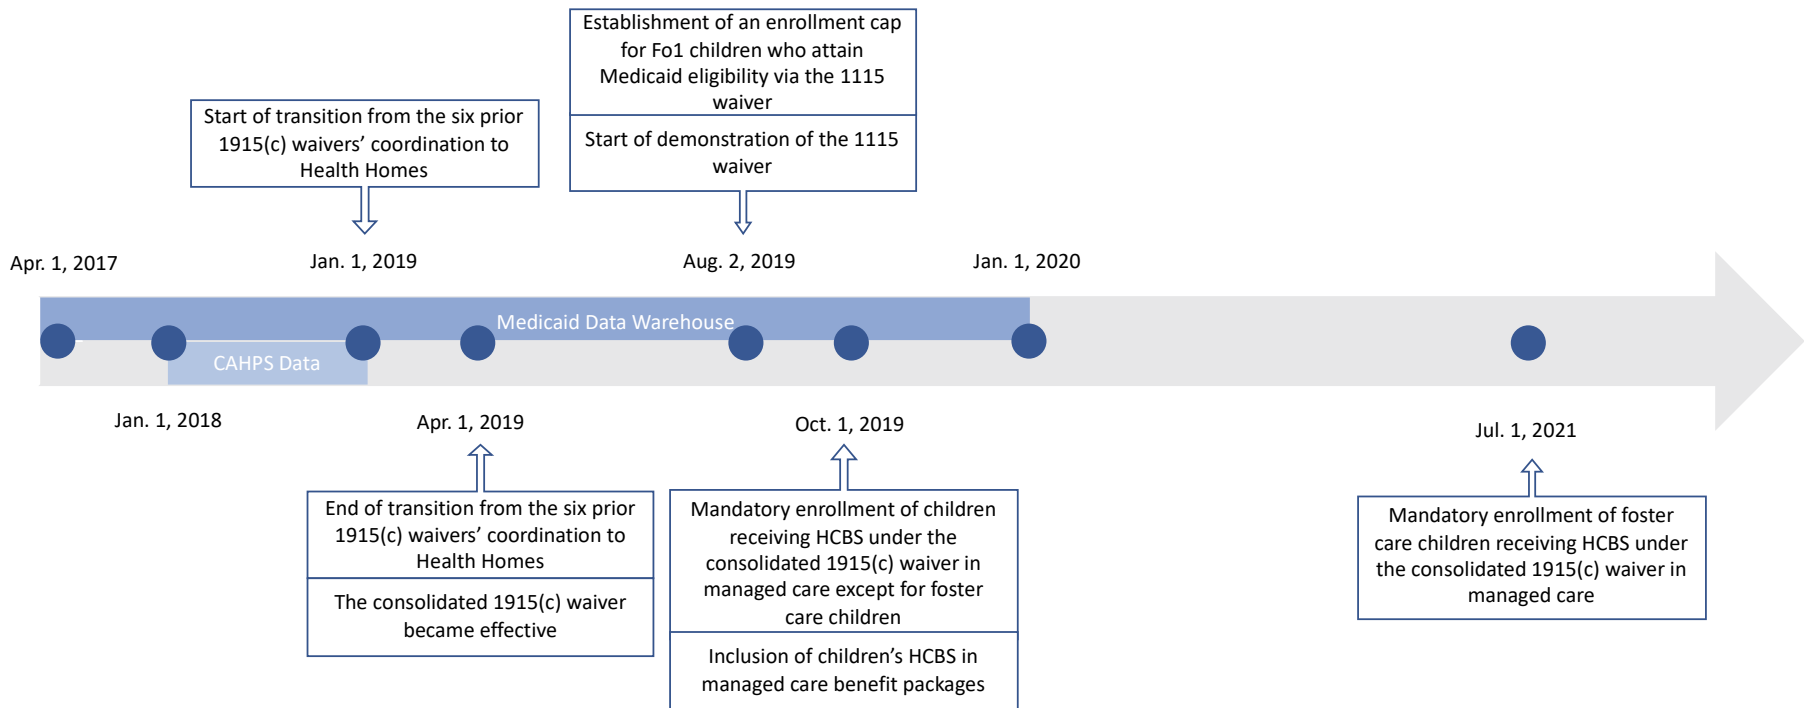 Establishment of an enrollment cap
for Fo1 children who attain
Medicaid eligibility via the 1115
waiver
Start of demonstration of the 1115
waiver
Start of transition from the six prior
1915(c) waivers’ coordination to
Health Homes
Apr. 1, 2017
Jan. 1, 2019
Aug. 2, 2019
Jan. 1, 2020
Medicaid Data Warehouse
CAHPS Data
Jan. 1, 2018
Apr. 1, 2019
Oct. 1, 2019
Jul. 1, 2021
End of transition from the six prior
1915(c) waivers’ coordination to
Health Homes
The consolidated 1915(c) waiver
became effective
Mandatory enrollment of children
receiving HCBS under the
consolidated 1915(c) waiver in
managed care except for foster
care children
Inclusion of children’s HCBS in
managed care benefit packages
Mandatory enrollment of foster
care children receiving HCBS under
the consolidated 1915(c) waiver in
managed care